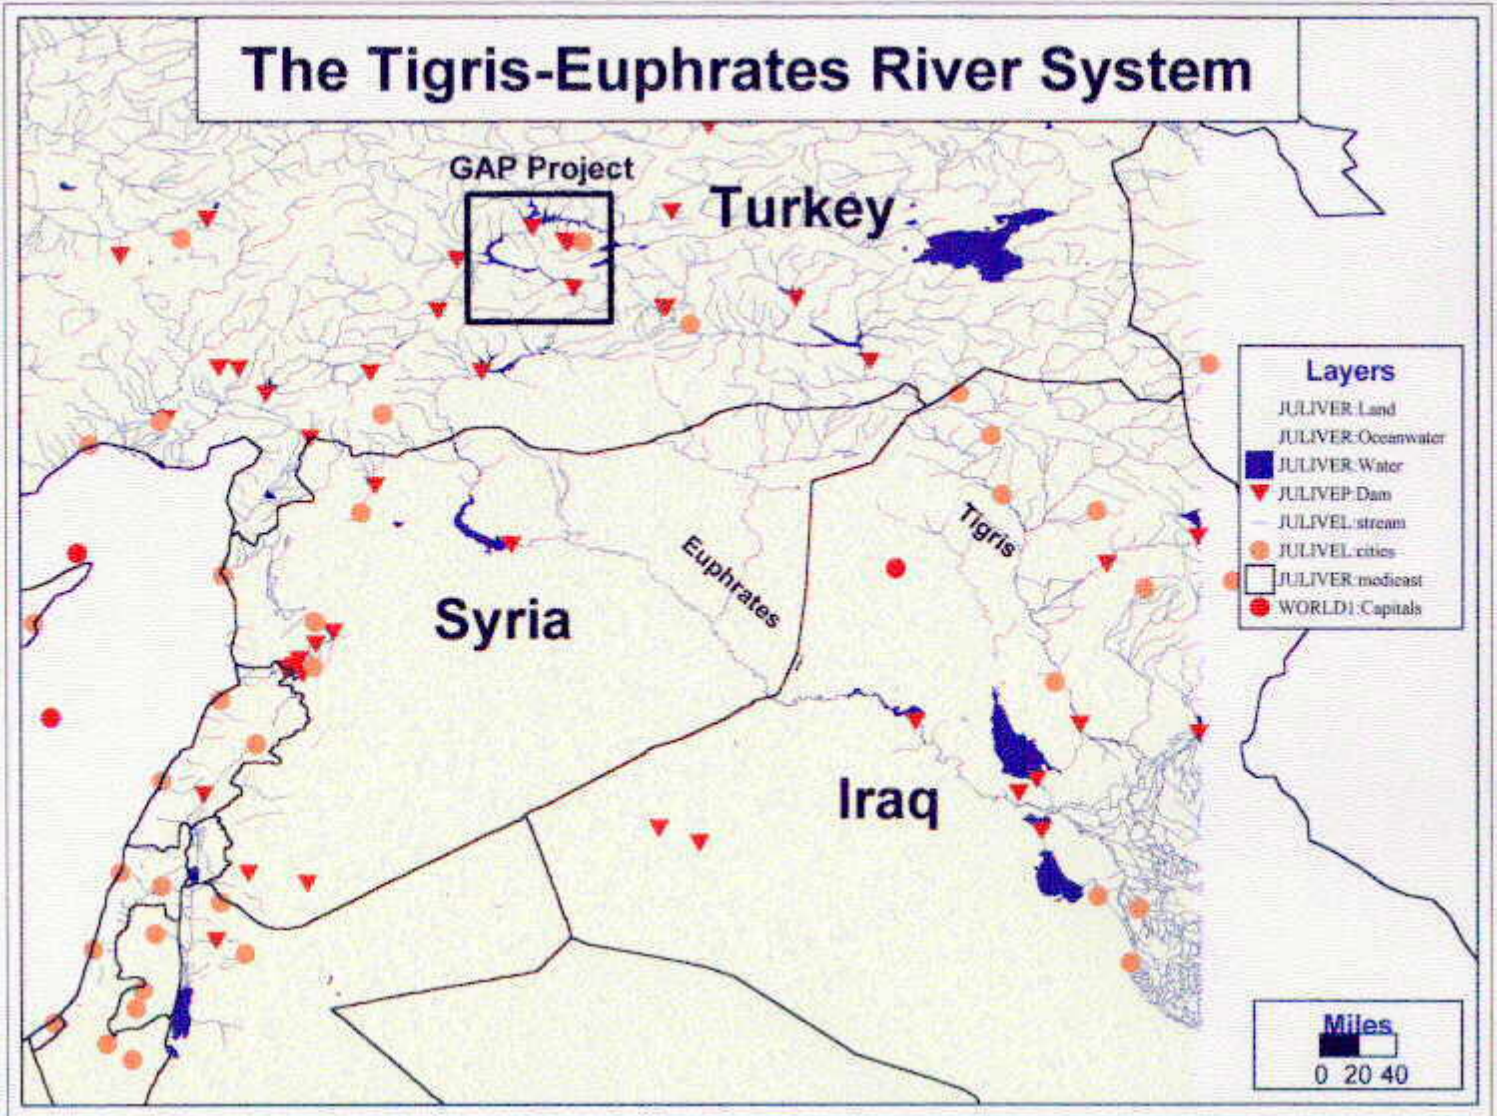 The Tigris-Euphrates River System
GAP Project
Turkey
Layers
JULIVER:Land
JULIVER:Oceanwater
JULIVER:Water
JULIVEP:Dam
JULIVEL:stream
JULIVEL:cities
JULIVER:medieast
WORLD1:Capitals
Tigris
Euphrates
Syria
Iraq
Miles
0 20 40